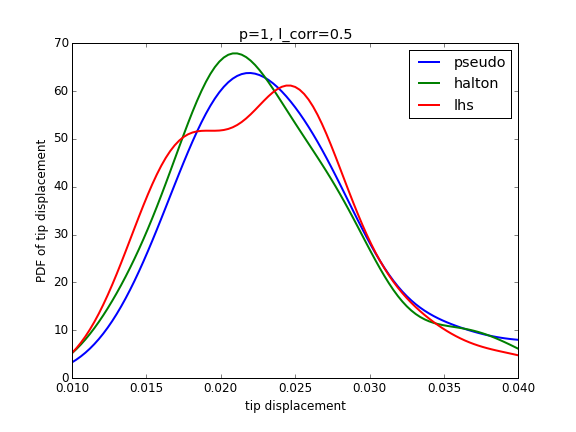 p=1, l_corr=0.5
70
60
50
40
30
20
10
0
PDF of tip displacement
pseudo
halton
lhs
0.010 0.015 0.020 0.025 0.030 0.035 0.040
tip displacement